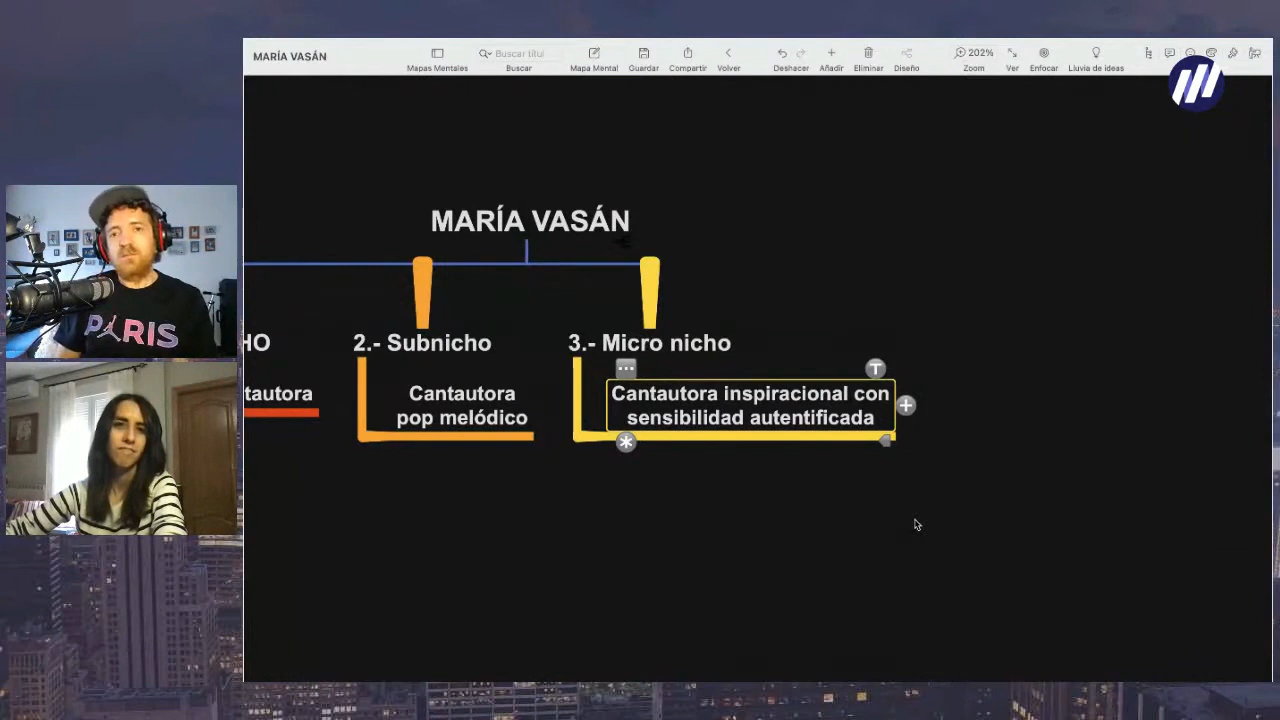 MARÍA VASÁN
Mapas Mentales
Buscar títul
Buscar
Mapa Mental
Guardar
Compartir
Volver
Deshacer
Añadir
Eliminar
Diseño
202%
Zoom
Ver
Enfocar
Lluvia de ideas
MARÍA VASÁN
HO
2.- Subnicho
3.- Micro nicho
tautora
Cantautora
pop melódico
Cantautora inspiracional con
sensibilidad autentificada
T
PARIS